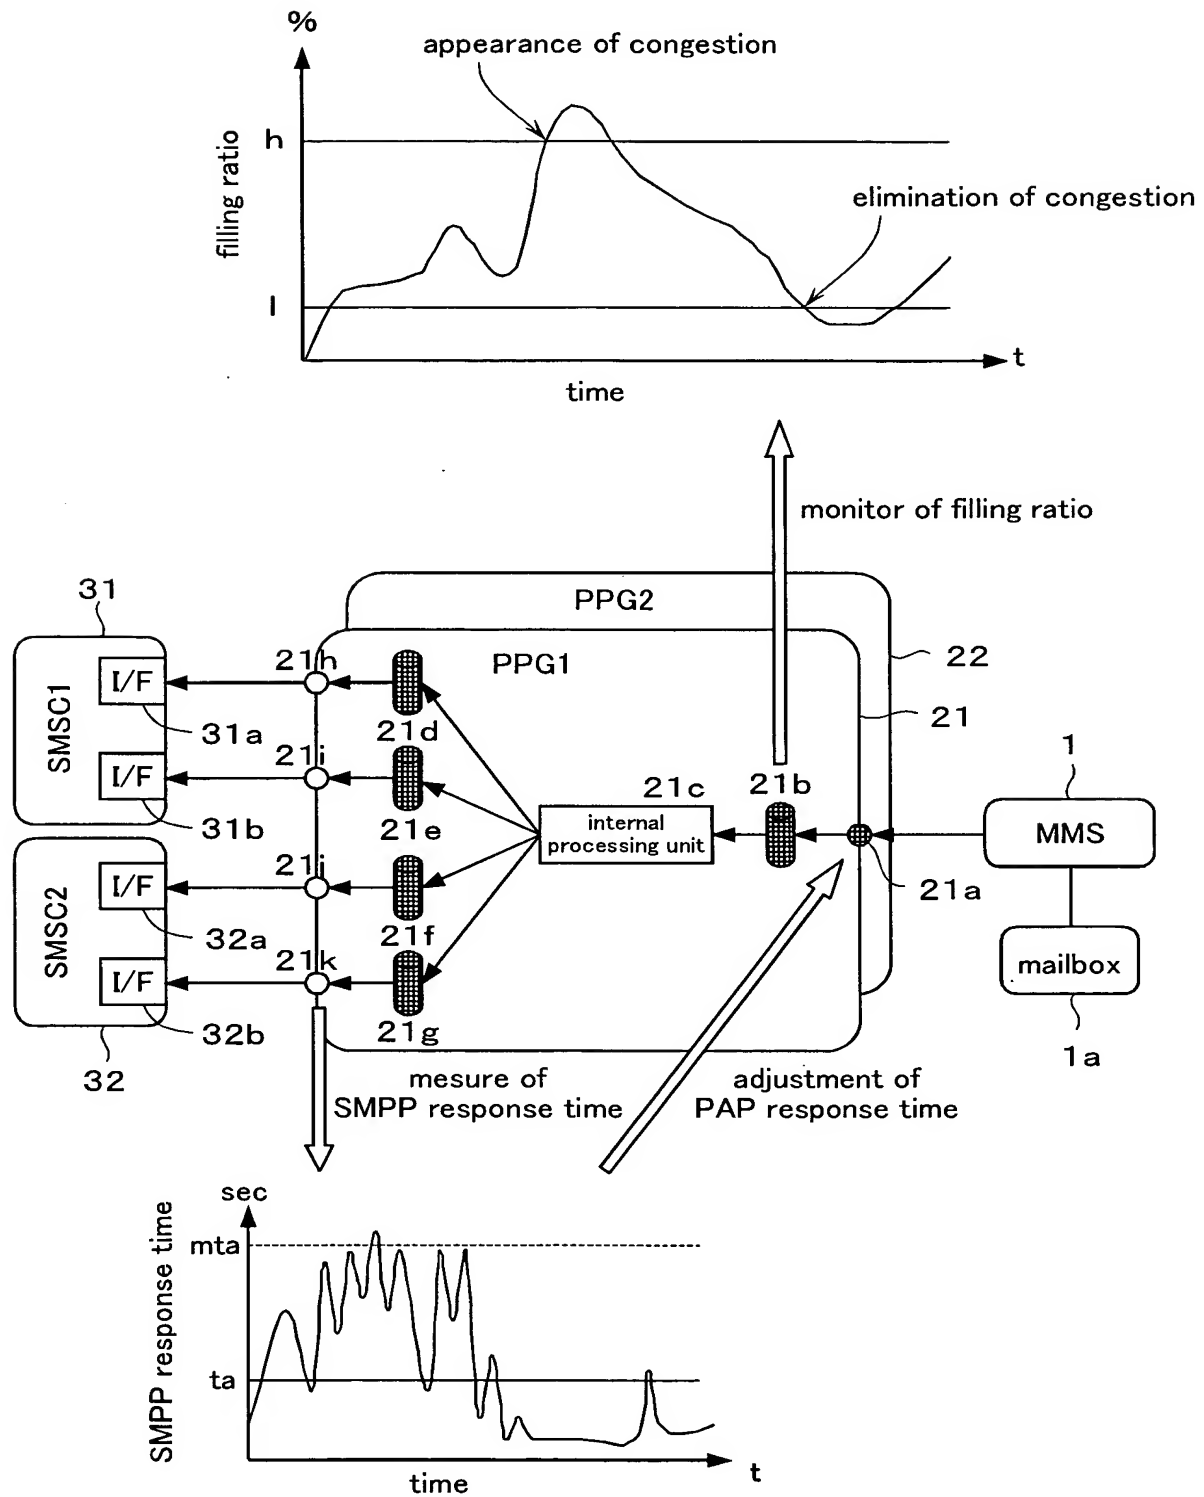 %
appearance of congestion
h
filling ratio
elimination of congestion
l
t
time
monitor of filling ratio
31
PPG2
21h
PPG1
22
I/F
SMSC1
21d
21
31a
21i
1
I/F
21c
21b
31b
21e
internal
processing unit
MMS
21j
I/F
21a
SMSC2
32a
21f
21k
mailbox
I/F
32b
21g
1a
32
mesure of
SMPP response time
adjustment of
PAP response time
sec
mta
SMPP response time
ta
t
time